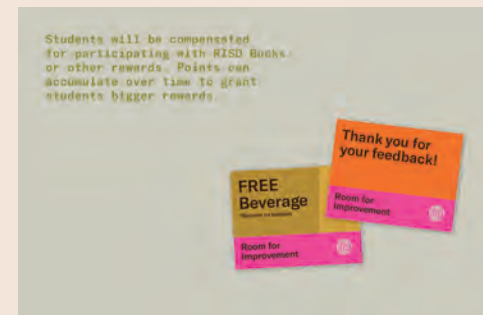 Students will be compensated
for participating with RISD Bucks
or other rewards. Points can
accumulate over time to grant
students bigger rewards.
Thank you for
your feedback!
Room for
Improvement
FREE
Beverage
Room for
Improvement